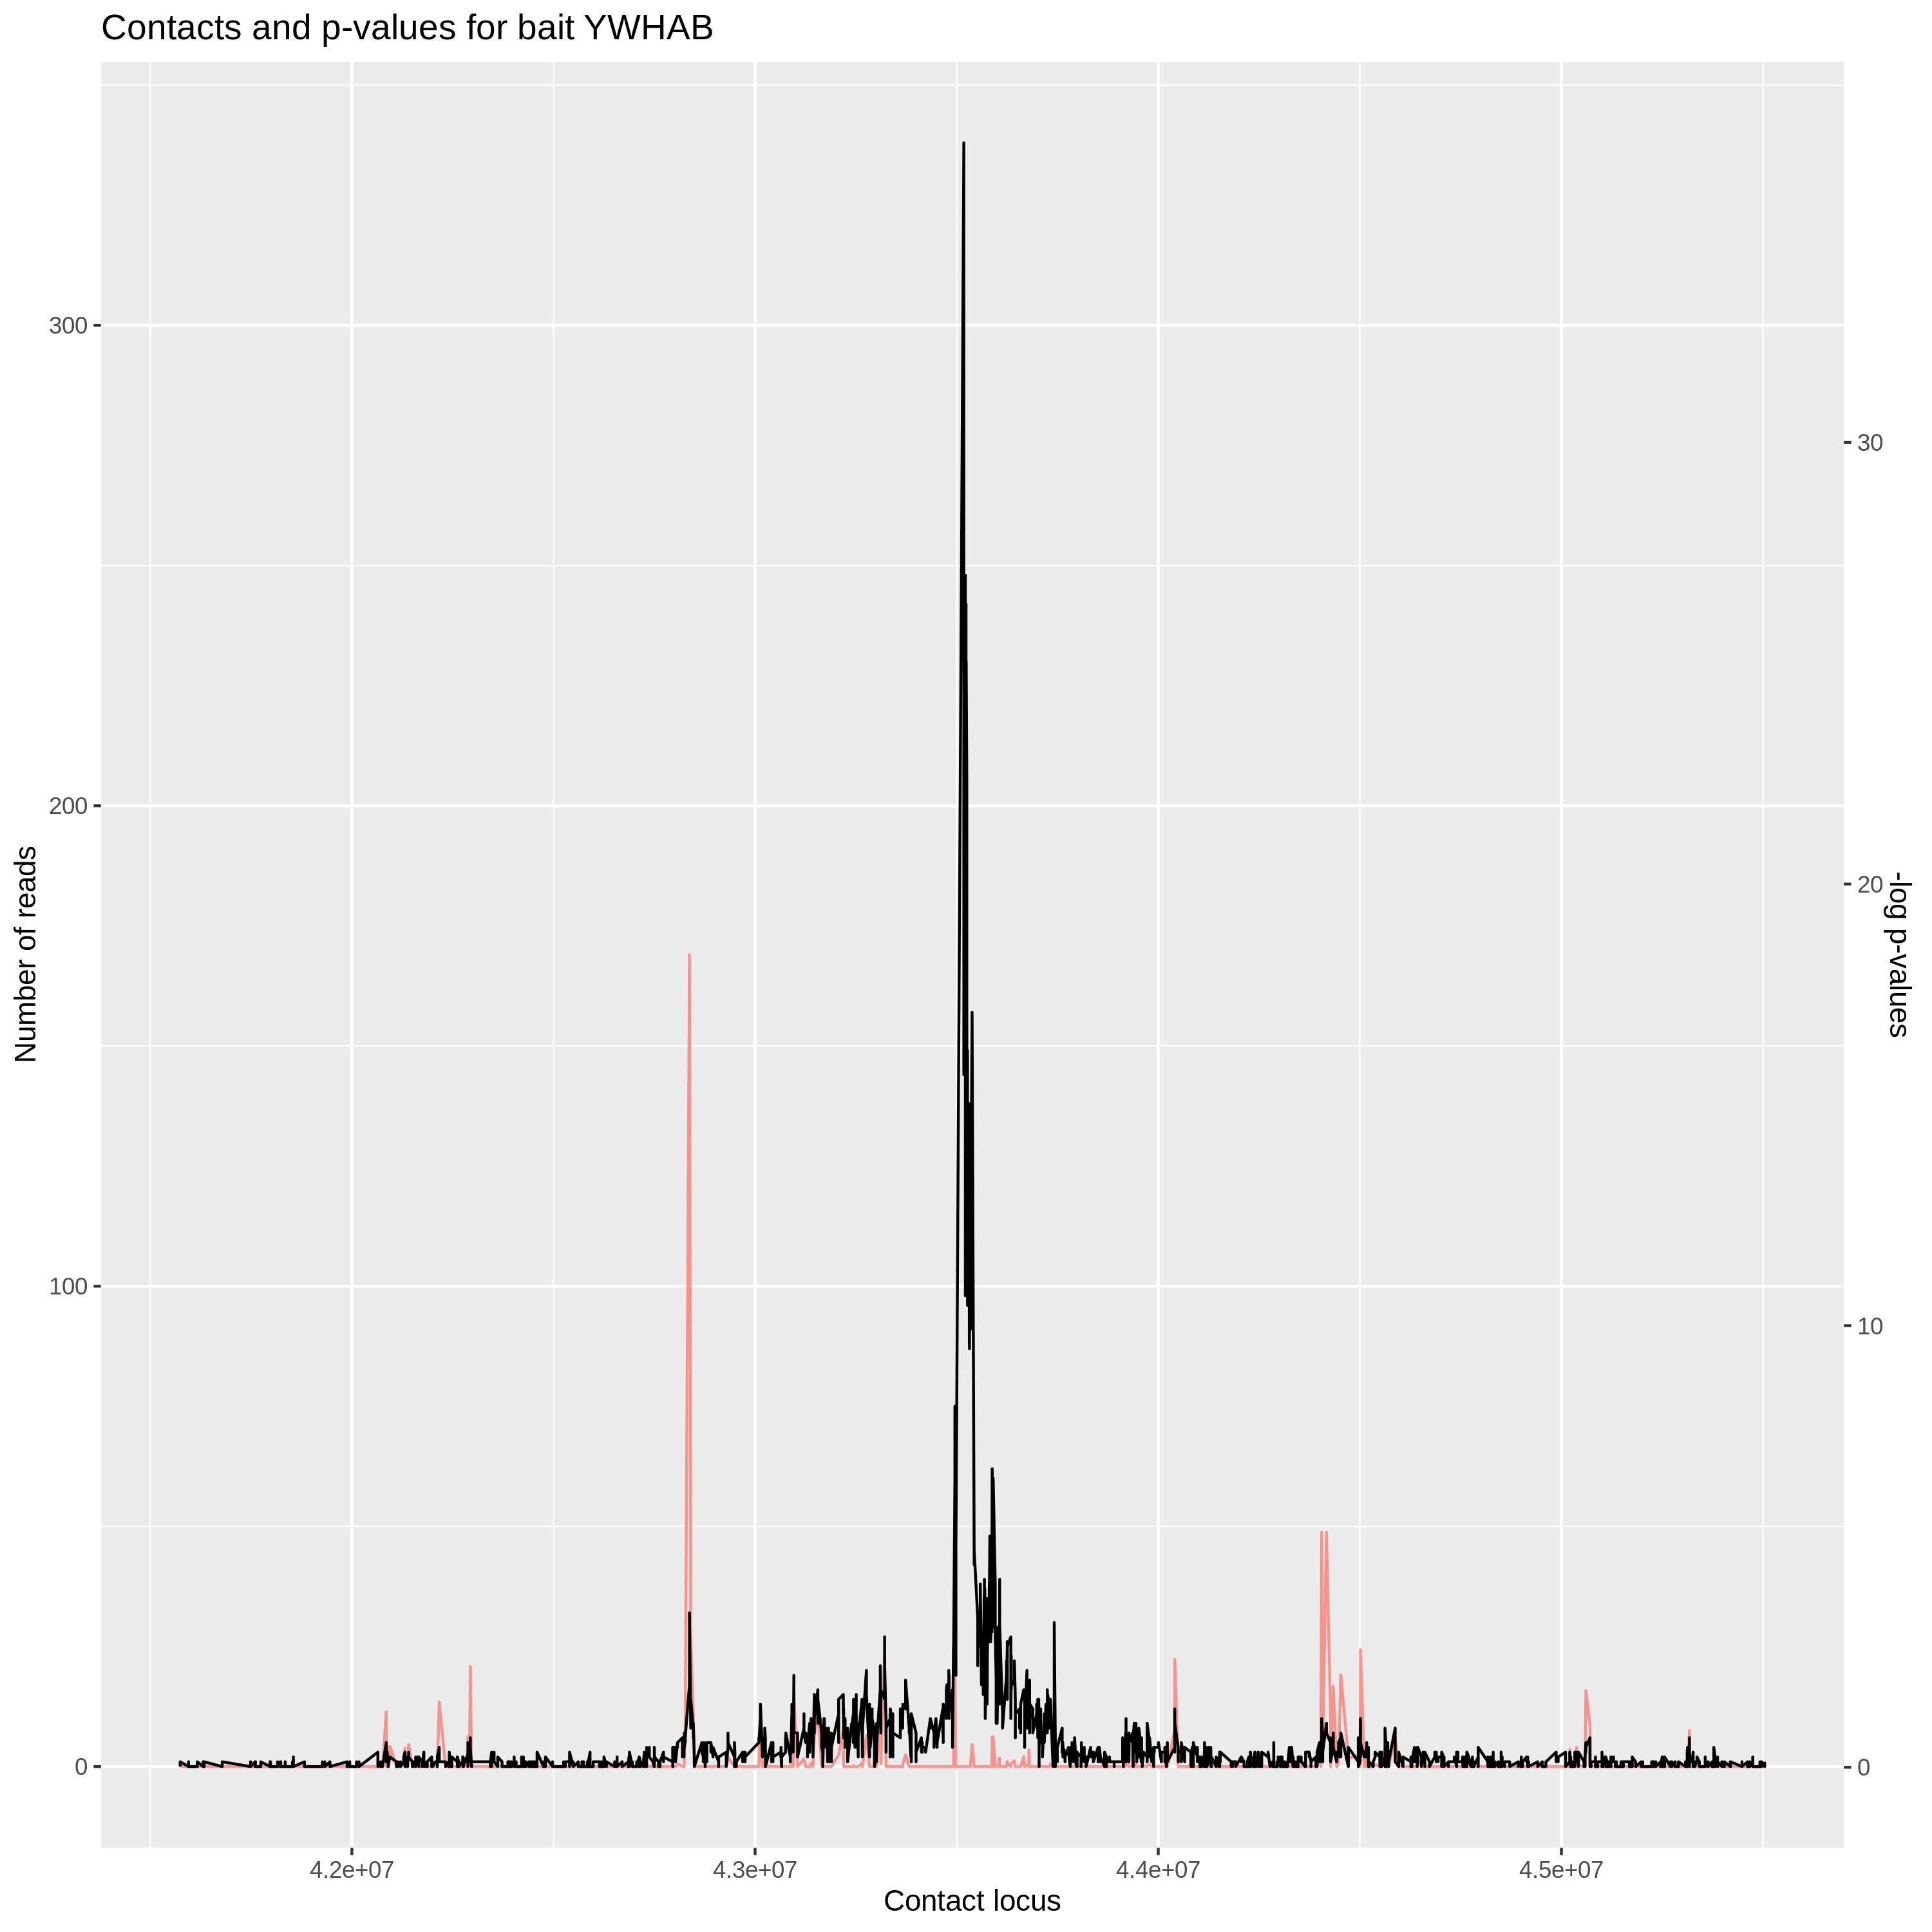 Contacts and p-values for bait YWHAB
300
200
100
0
Number of reads
30
20
10
0
-log p-values
4.2e+07
4.3e+07
4.4e+07
4.5e+07
Contact locus